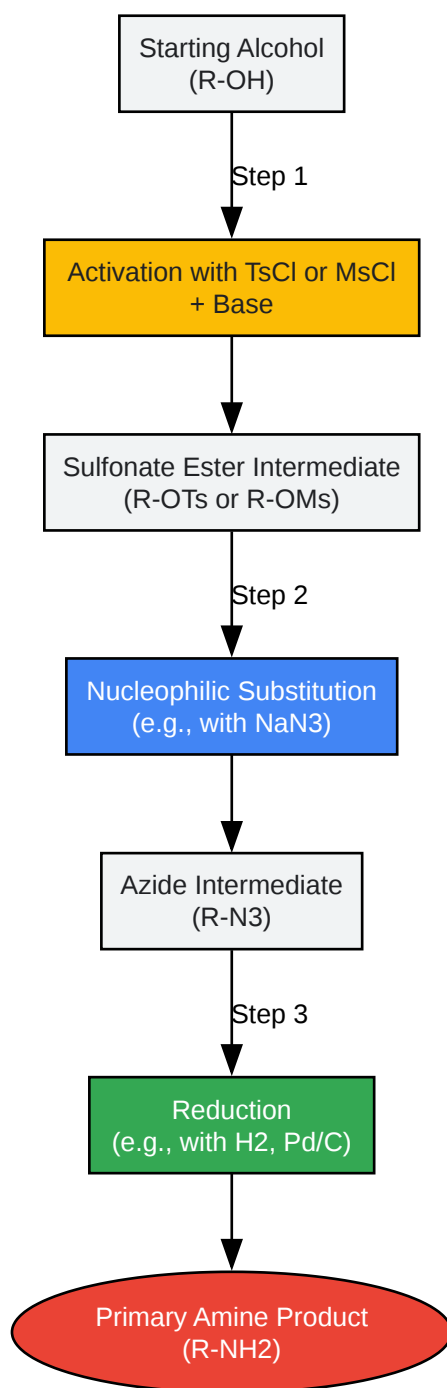 Starting Alcohol
(R-OH)
Step 1
Activation with TsCl or MsCl
+ Base
Sulfonate Ester Intermediate
(R-OTs or R-OMs)
Step 2
Nucleophilic Substitution
(e.g., with NaN3)
Azide Intermediate
(R-N3)
Step 3
Reduction
(e.g., with H2, Pd/C)
Primary Amine Product
(R-NH2)